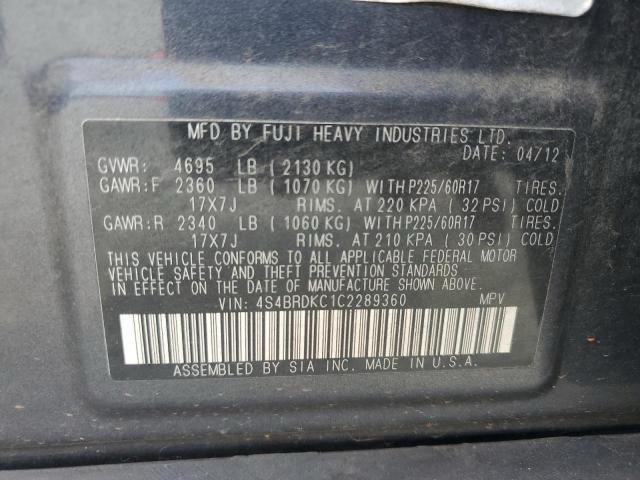 MFD BY FUJI HEAVY INDUSTRIES LTD.
DATE: 04/12
GVWR: 4695 LB (2130 KG)
GAWR:F 2360 LB (1070 KG) WITH P225/60R17 TIRES.
17X7J RIMS. AT 220 KPA (32 PSI) COLD
GAWR:R 2340 LB (1060 KG) WITH P225/60R17 TIRES.
17X7J RIMS. AT 210 KPA (30 PSI) COLD
THIS VEHICLE CONFORMS TO ALL APPLICABLE FEDERAL MOTOR
VEHICLE SAFETY AND THEFT PREVENTION STANDARDS
IN EFFECT ON THE DATE OF MANUFACTURE SHOWN ABOVE.
VIN: 4S4BRDKC1C2289360 MPV
ASSEMBLED BY SIA INC. MADE IN U.S.A.